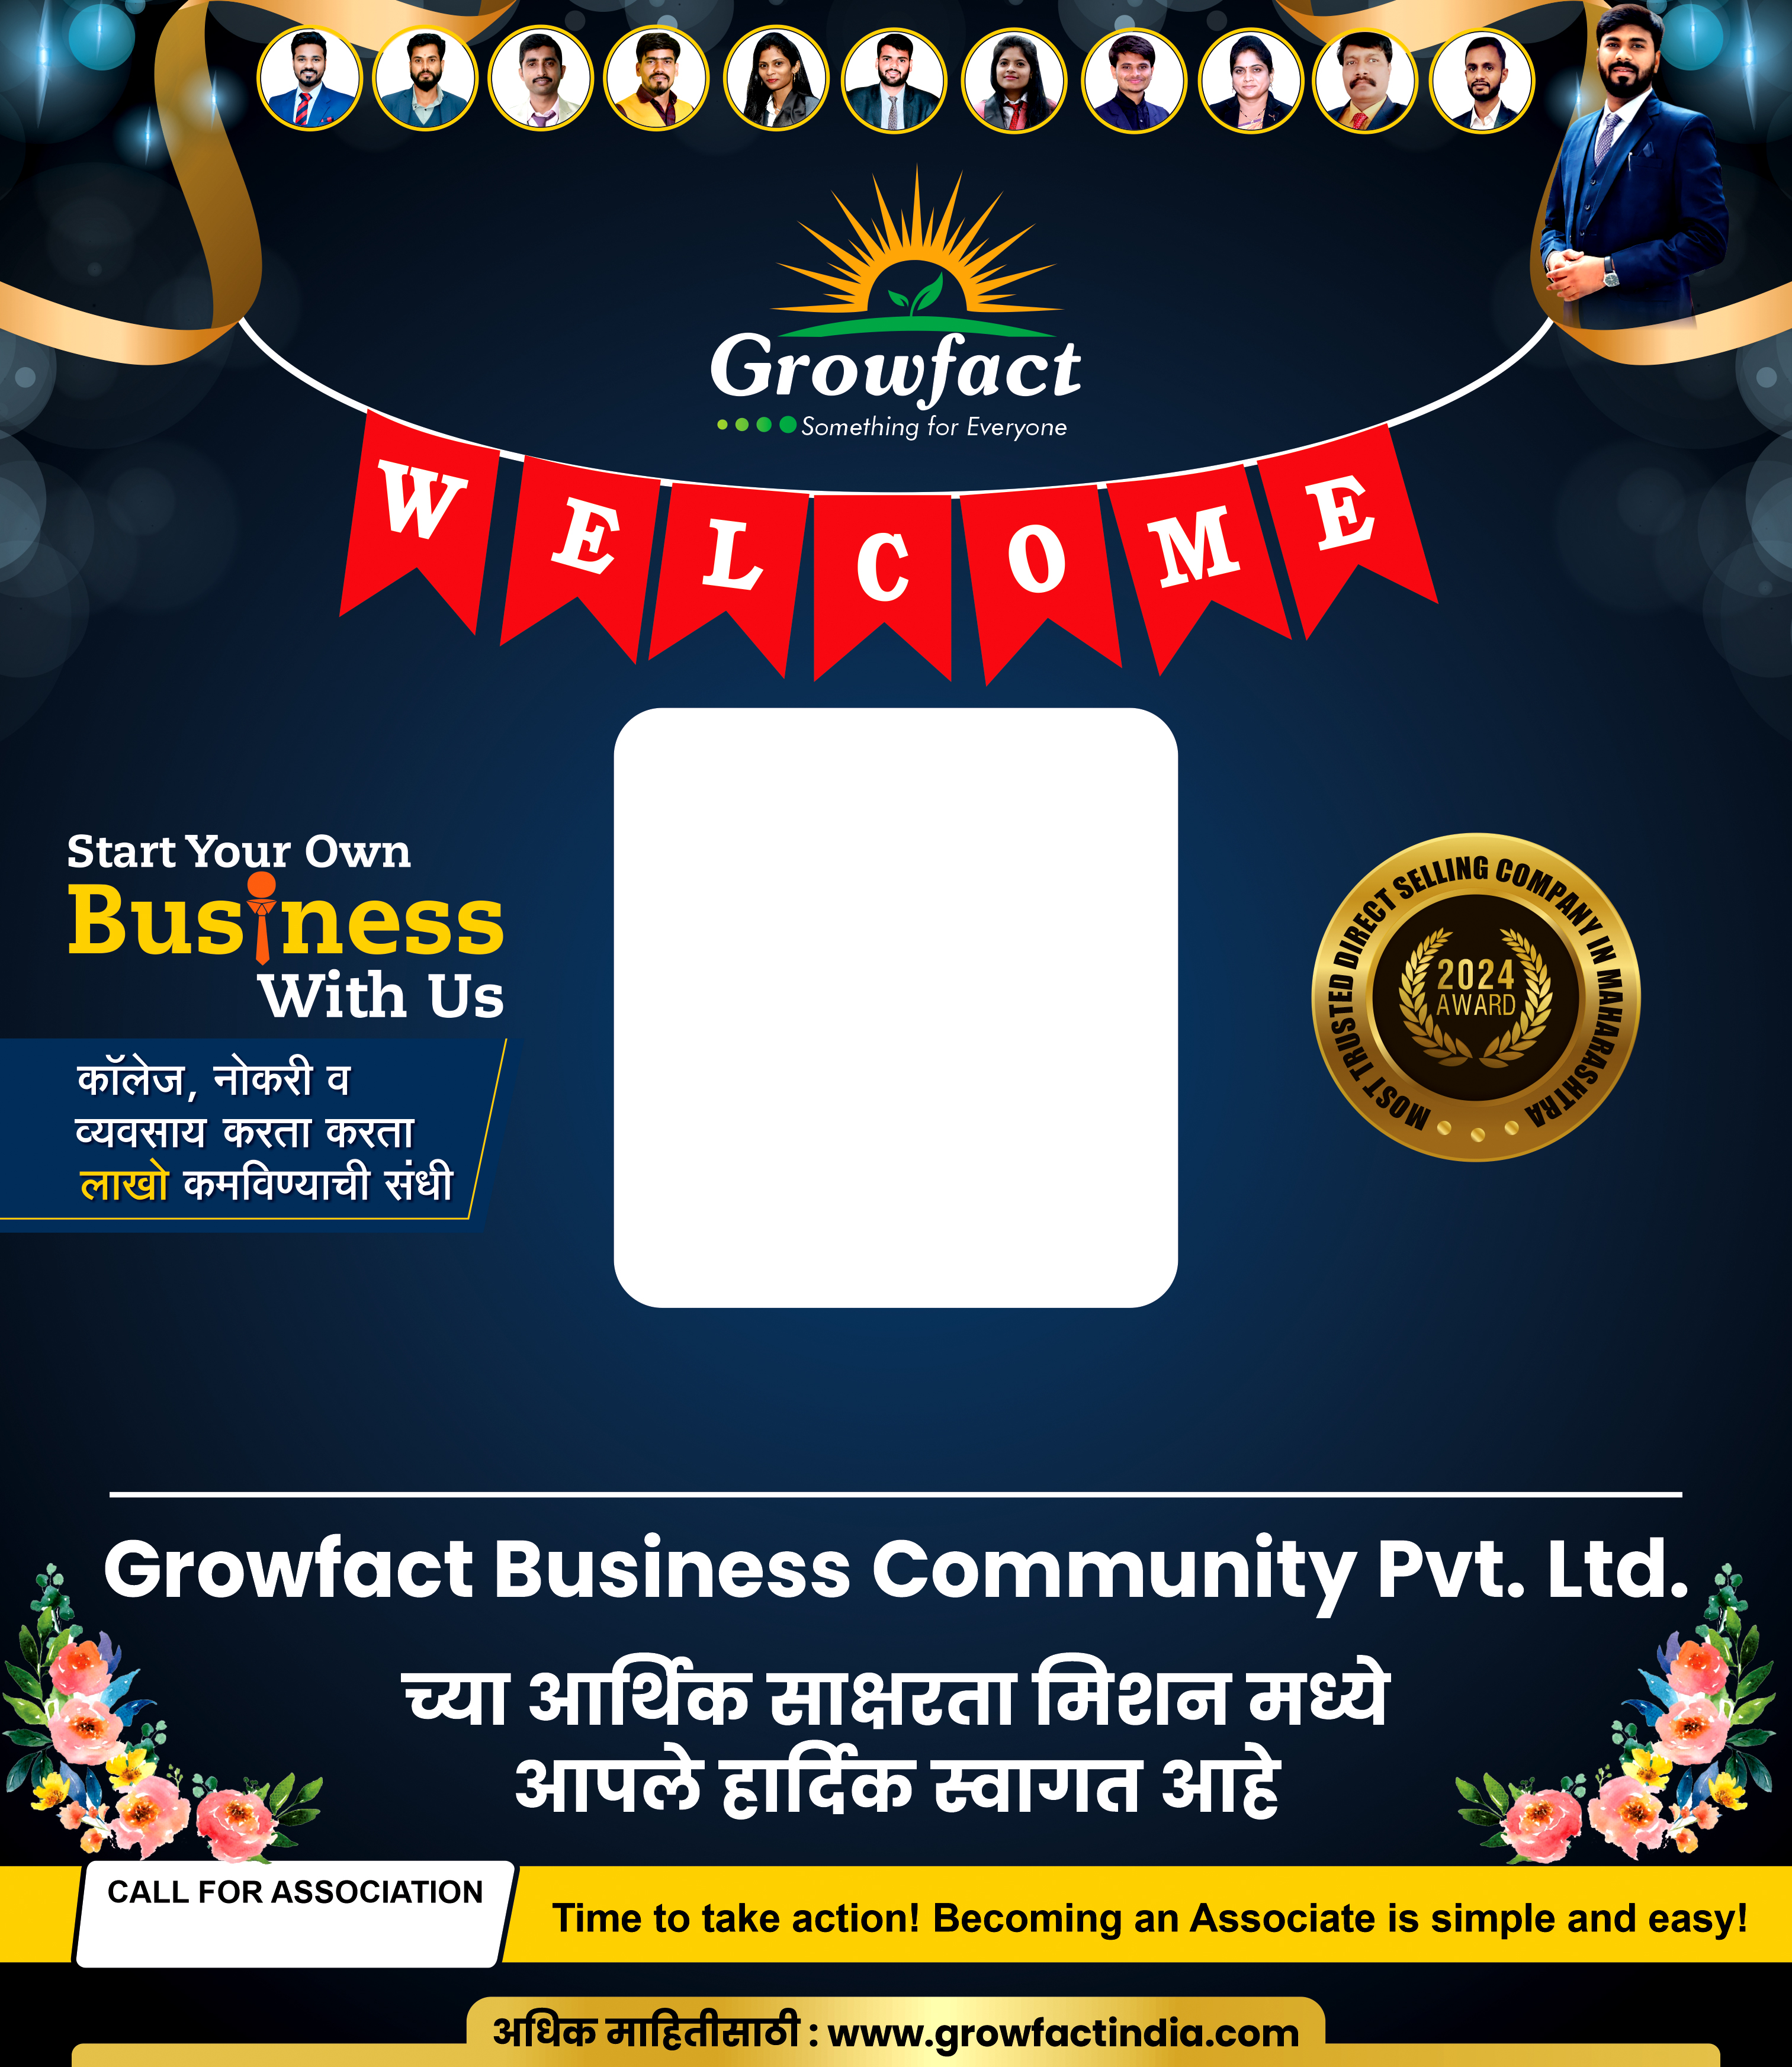 Growfact
Something for Everyone
WELCOME
Start Your Own
Business
With Us
कॉलेज, नोकरी व
व्यवसाय करता करता
लाखो कमविण्याची संधी
MOST TRUSTED DIRECT SELLING COMPANY IN MAHARASHTRA
2024
AWARD
Growfact Business Community Pvt. Ltd.
च्या आर्थिक साक्षरता मिशन मध्ये
आपले हार्दिक स्वागत आहे
CALL FOR ASSOCIATION
Time to take action! Becoming an Associate is simple and easy!
अधिक माहितीसाठी : www.growfactindia.com